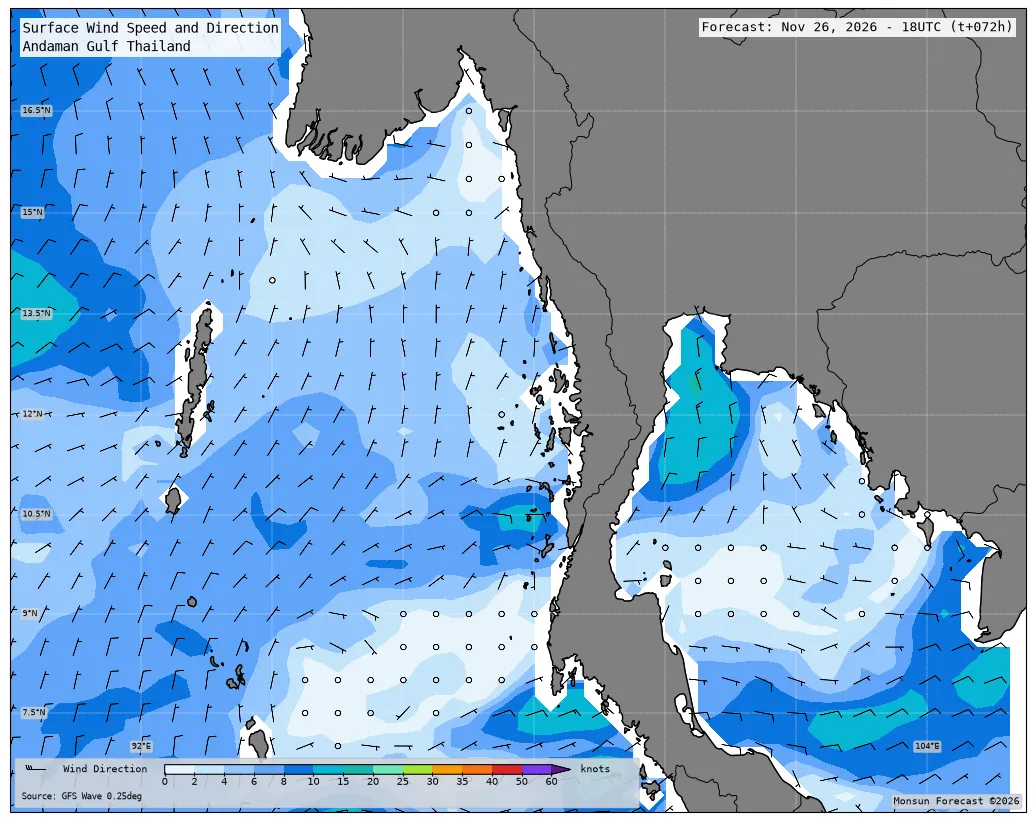 Surface Wind Speed and Direction
Andaman Gulf Thailand
Forecast: Nov 26, 2026 - 18UTC (t+072h)
16.5°N
15°N
13.5°N
12°N
10.5°N
9°N
7.5°N
92°E
104°E
Wind Direction
knots
0 2 4 6 8 10 15 20 25 30 35 40 50 60
Source: GFS Wave 0.25deg
Monsun Forecast ©2026